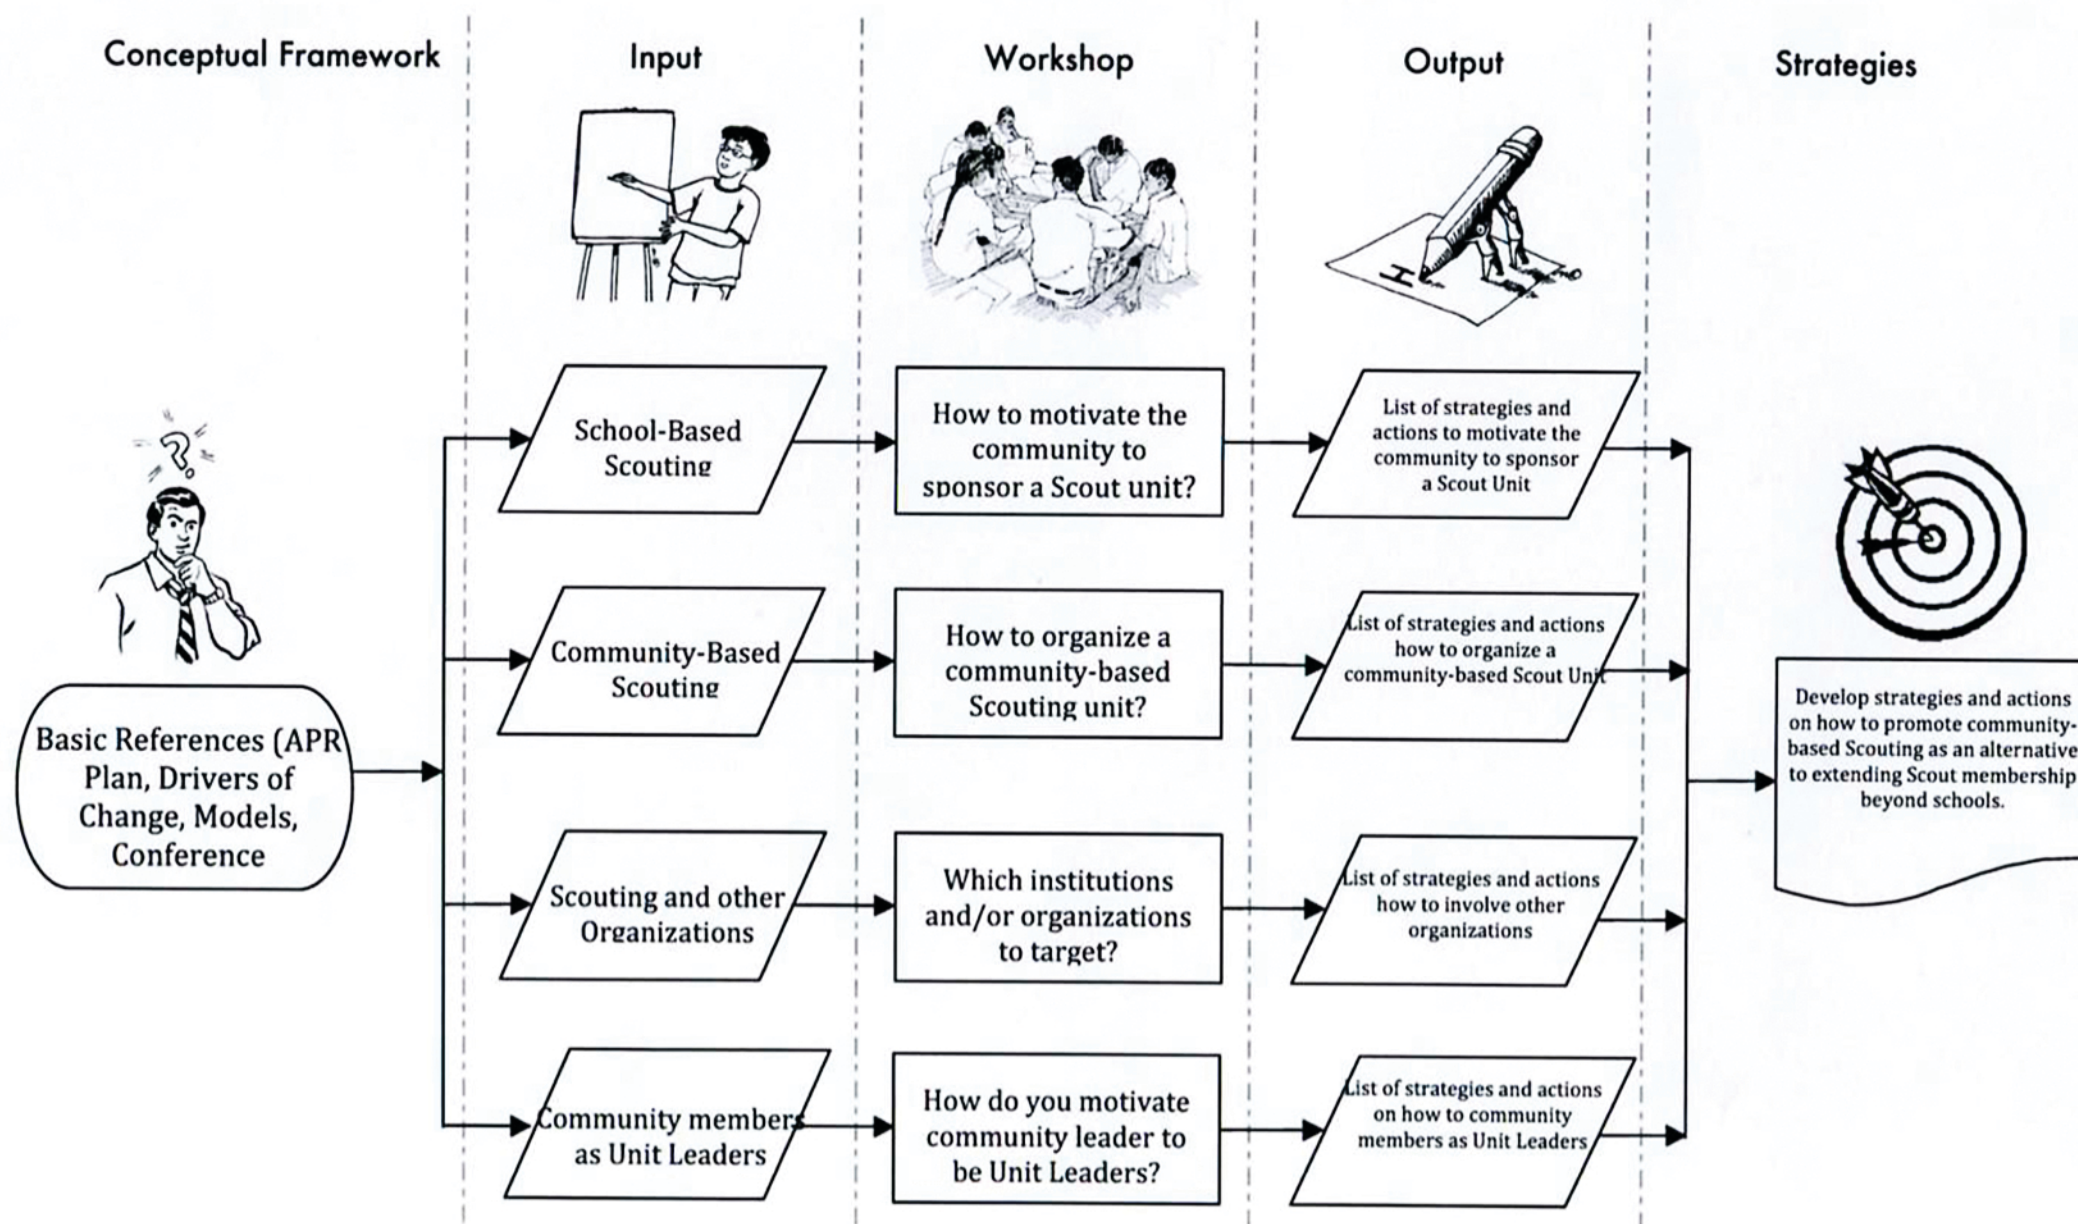 Conceptual Framework
Input
Workshop
Output
Strategies
?
H
Basic References (APR
Plan, Drivers of
Change, Models,
Conference
School-Based
Scouting
How to motivate the
community to
sponsor a Scout unit?
List of strategies and
actions to motivate the
community to sponsor
a Scout Unit
Community-Based
Scouting
How to organize a
community-based
Scouting unit?
List of strategies and actions
how to organize a
community-based Scout Unit
Scouting and other
Organizations
Which institutions
and/or organizations
to target?
List of strategies and actions
how to involve other
organizations
Community members
as Unit Leaders
How do you motivate
community leader to
be Unit Leaders?
List of strategies and actions
on how to community
members as Unit Leaders
Develop strategies and actions
on how to promote community-
based Scouting as an alternative
to extending Scout membership
beyond schools.